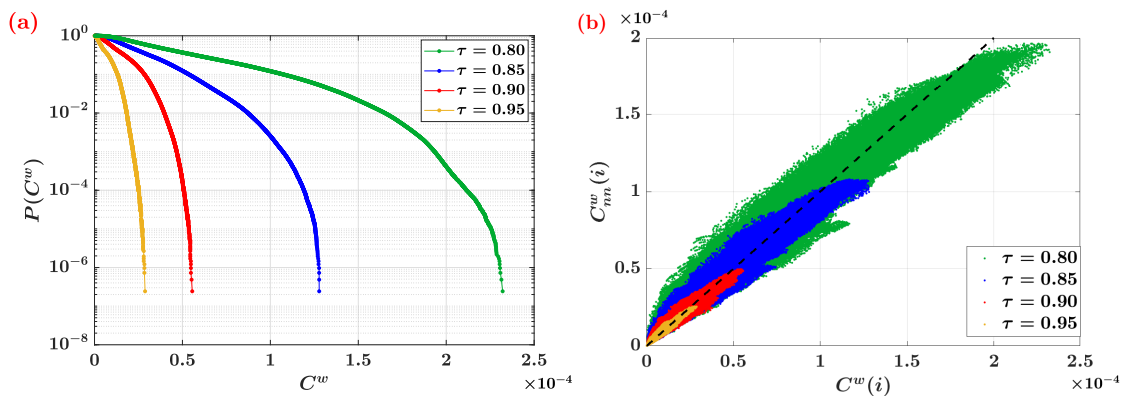 (a)
10^0
10^-2
10^-4
10^-6
10^-8
P(C^w)
0 0.5 1 1.5 2 2.5
×10^-4
C^w
τ = 0.80
τ = 0.85
τ = 0.90
τ = 0.95
(b)
×10^-4
2
1.5
1
0.5
0
C^w_nn(i)
0 0.5 1 1.5 2 2.5
×10^-4
C^w(i)
τ = 0.80
τ = 0.85
τ = 0.90
τ = 0.95